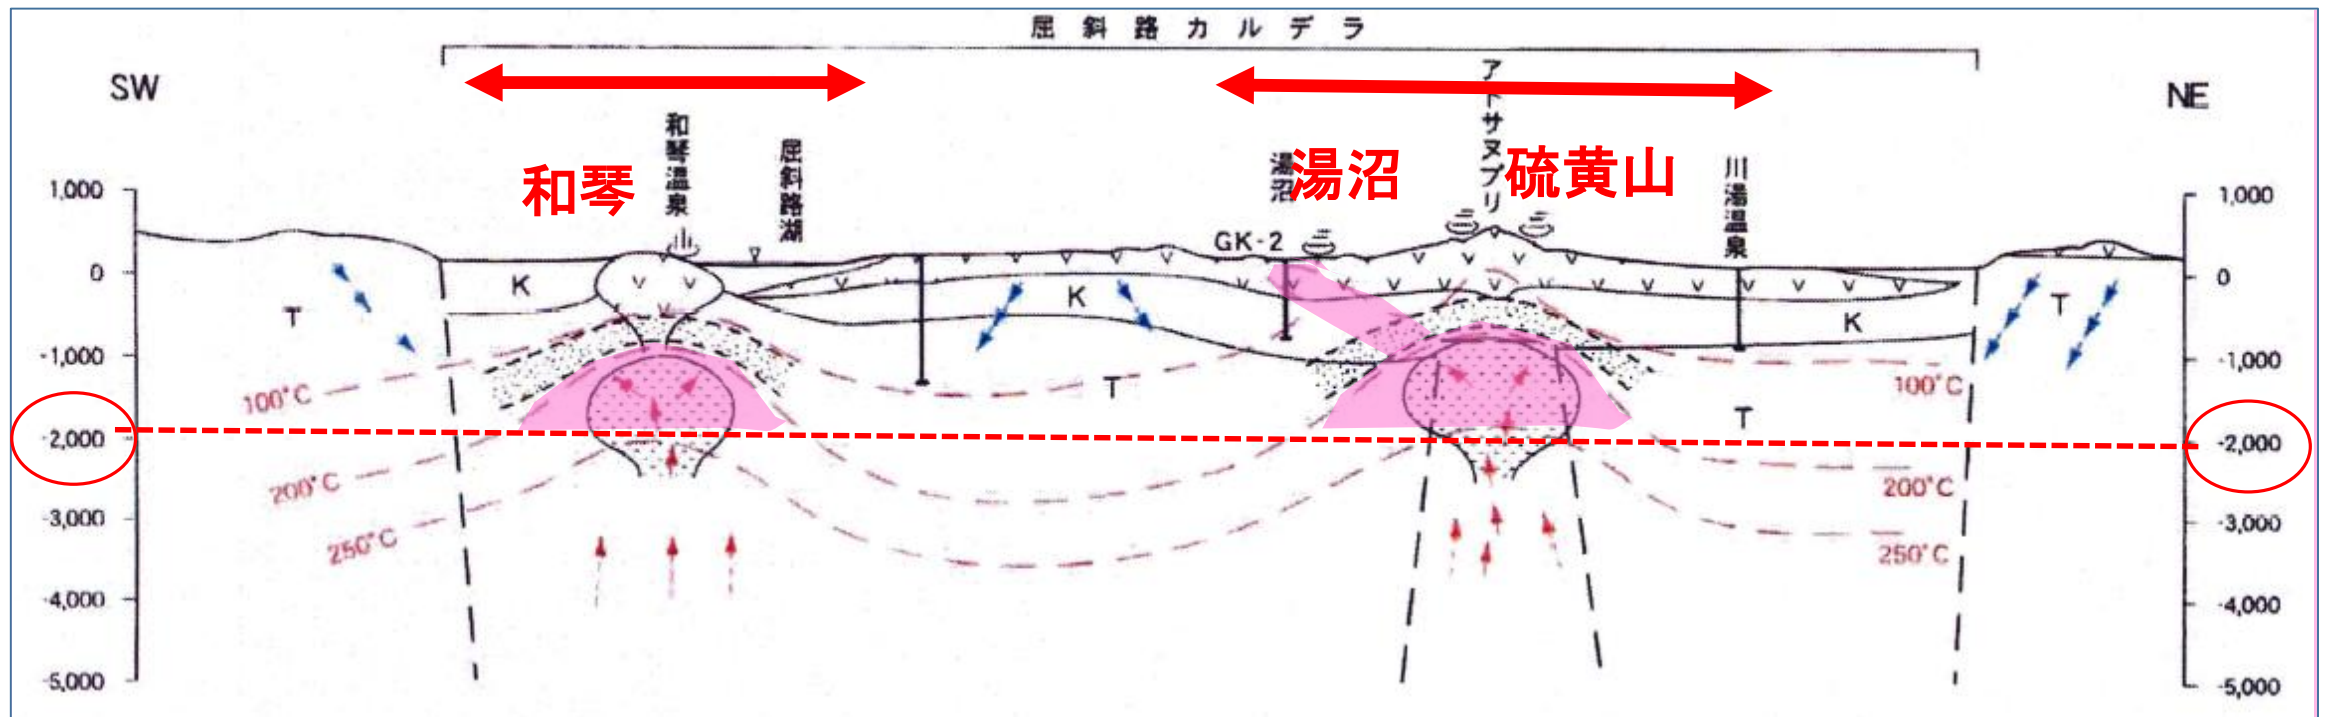 屈斜路カルデラ
SW
NE
和琴温泉
屈斜路湖
湯沼
アトサヌプリ
川湯温泉
和琴
湯沼
硫黄山
GK-2
1,000
0
-1,000
-2,000
-3,000
-4,000
-5,000
1,000
0
-1,000
-2,000
-3,000
-4,000
-5,000
T
K
K
T
K
T
T
100°C
200°C
250°C
100°C
200°C
250°C